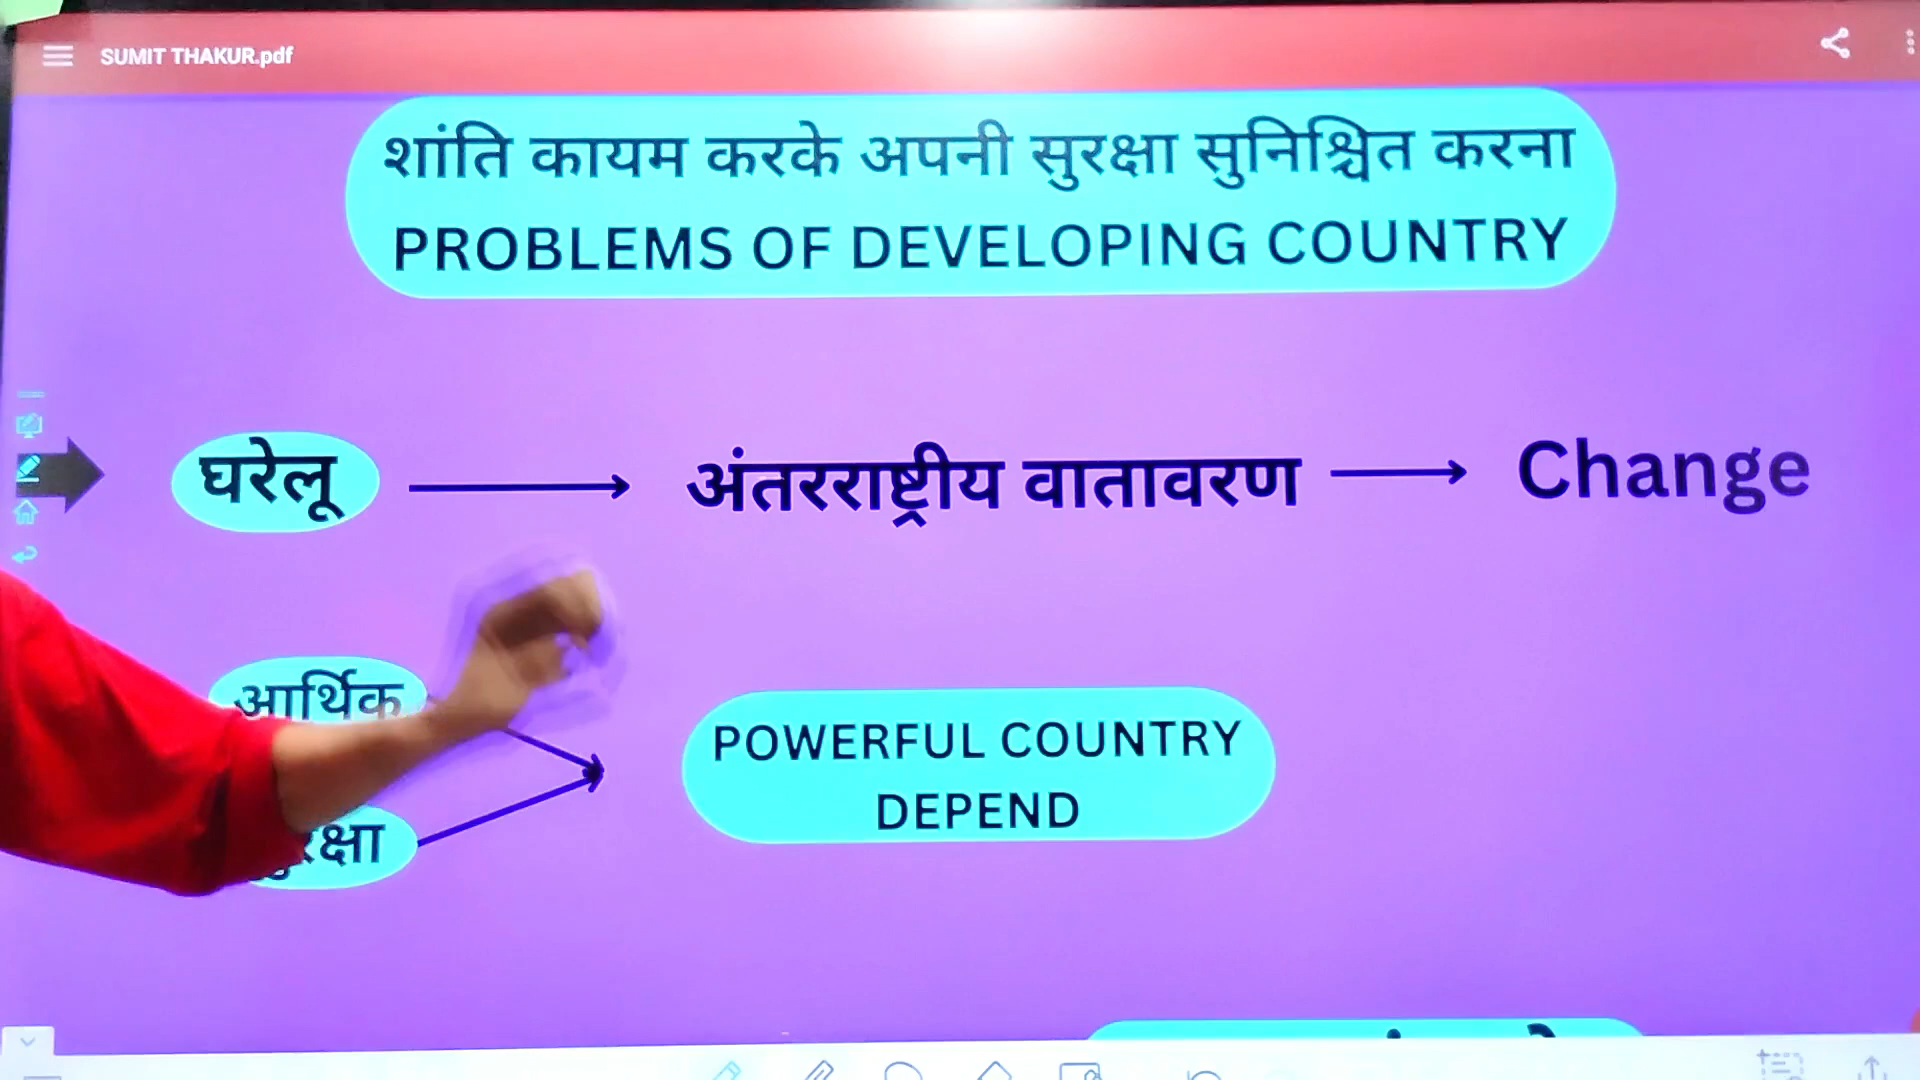 SUMIT THAKUR.pdf
शांति कायम करके अपनी सुरक्षा सुनिश्चित करना
PROBLEMS OF DEVELOPING COUNTRY
घरेलू
अंतरराष्ट्रीय वातावरण
Change
आर्थिक
POWERFUL COUNTRY
DEPEND